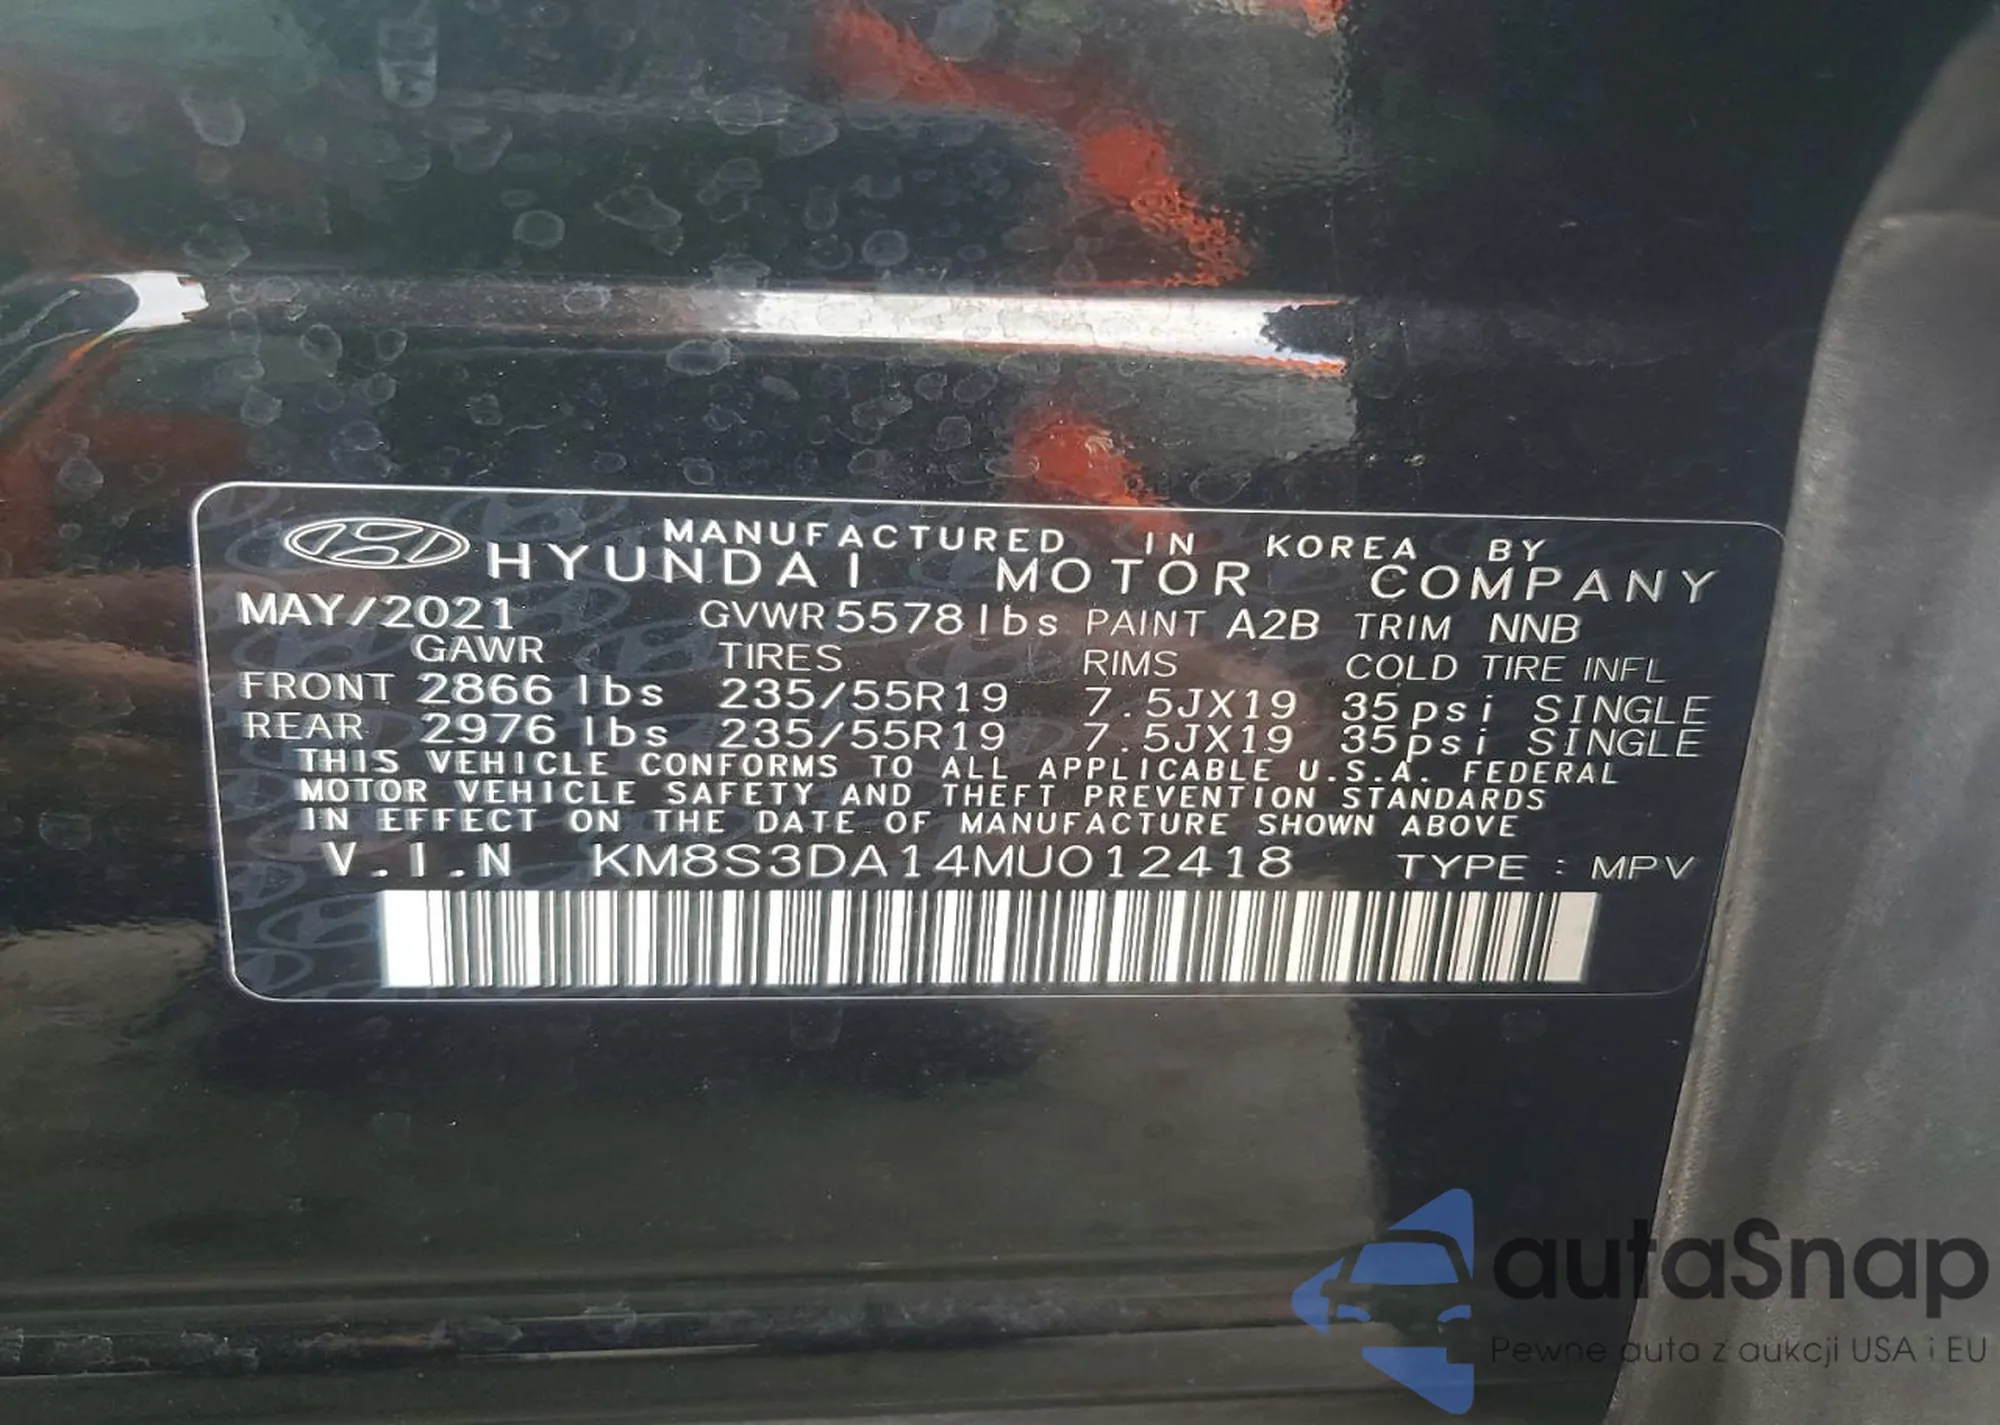 MANUFACTURED IN KOREA BY
HYUNDAI MOTOR COMPANY
MAY/2021 GVWR 5578lbs PAINT A2B TRIM NNB
GAWR TIRES RIMS COLD TIRE INFL
FRONT 2866 lbs 235/55R19 7.5JX19 35psi SINGLE
REAR 2976 lbs 235/55R19 7.5JX19 35psi SINGLE
THIS VEHICLE CONFORMS TO ALL APPLICABLE U.S.A. FEDERAL
MOTOR VEHICLE SAFETY AND THEFT PREVENTION STANDARDS
IN EFFECT ON THE DATE OF MANUFACTURE SHOWN ABOVE
V.I.N KM8S3DA14MU012418 TYPE : MPV
autaSnap
Pewne auta z aukcji USA i EU